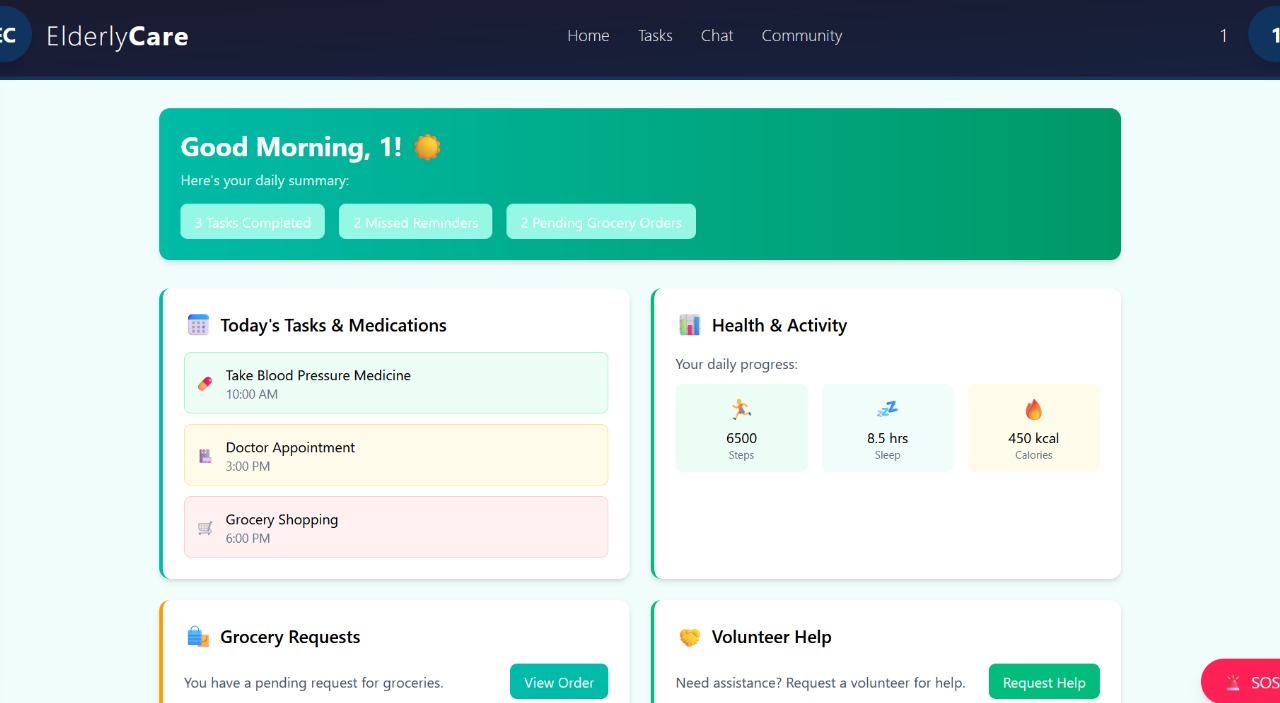 EC ElderlyCare Home Tasks Chat Community 1 1
Good Morning, 1!
Here's your daily summary:
3 Tasks Completed 2 Missed Reminders 2 Pending Grocery Orders
Today's Tasks & Medications
Take Blood Pressure Medicine
10:00 AM
Doctor Appointment
3:00 PM
Grocery Shopping
6:00 PM
Health & Activity
Your daily progress:
6500
Steps
8.5 hrs
Sleep
450 kcal
Calories
Grocery Requests
You have a pending request for groceries. View Order
Volunteer Help
Need assistance? Request a volunteer for help. Request Help
SOS